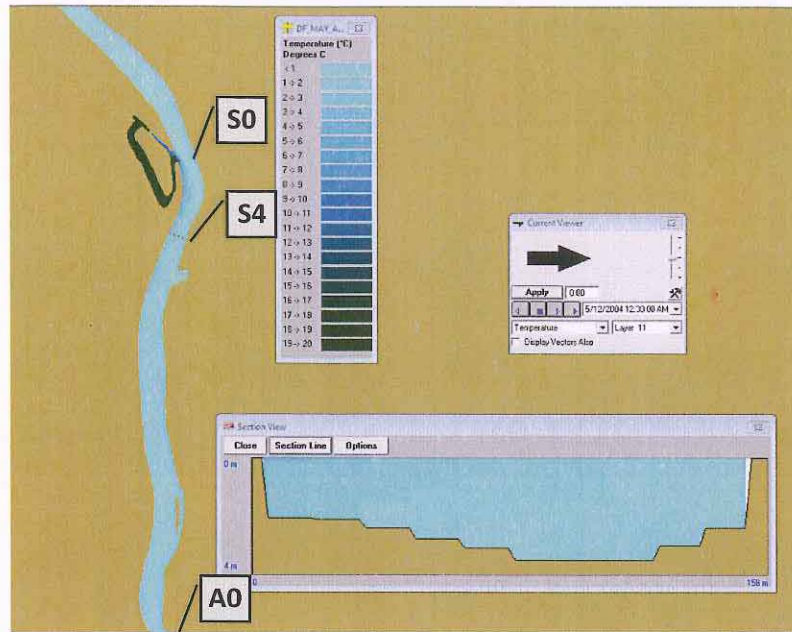 S0
S4
A0
DF_MAY_A...
Temperature (°C)
Degrees C
< 1
1 -> 2
2 -> 3
3 -> 4
4 -> 5
5 -> 6
6 -> 7
7 -> 8
8 -> 9
9 -> 10
10 -> 11
11 -> 12
12 -> 13
13 -> 14
14 -> 15
15 -> 16
16 -> 17
17 -> 18
18 -> 19
19 -> 20
Current Viewer
Apply 0.00
5/12/2004 12:00:00 AM
Temperature Layer 11
Display Vectors Also
Section View
Close Section Line Options
0 m
4 m
0 158 m